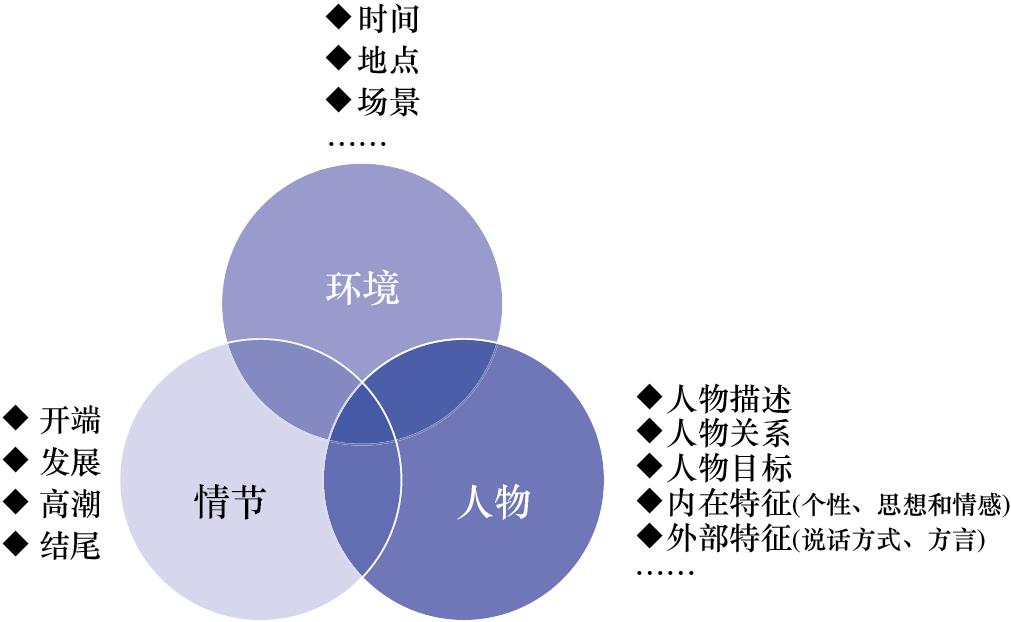 ◆时间
◆地点
◆场景
……
环境
◆ 开端
◆ 发展
◆ 高潮
◆ 结尾
情节
人物
◆人物描述
◆人物关系
◆人物目标
◆内在特征(个性、思想和情感)
◆外部特征(说话方式、方言)
……